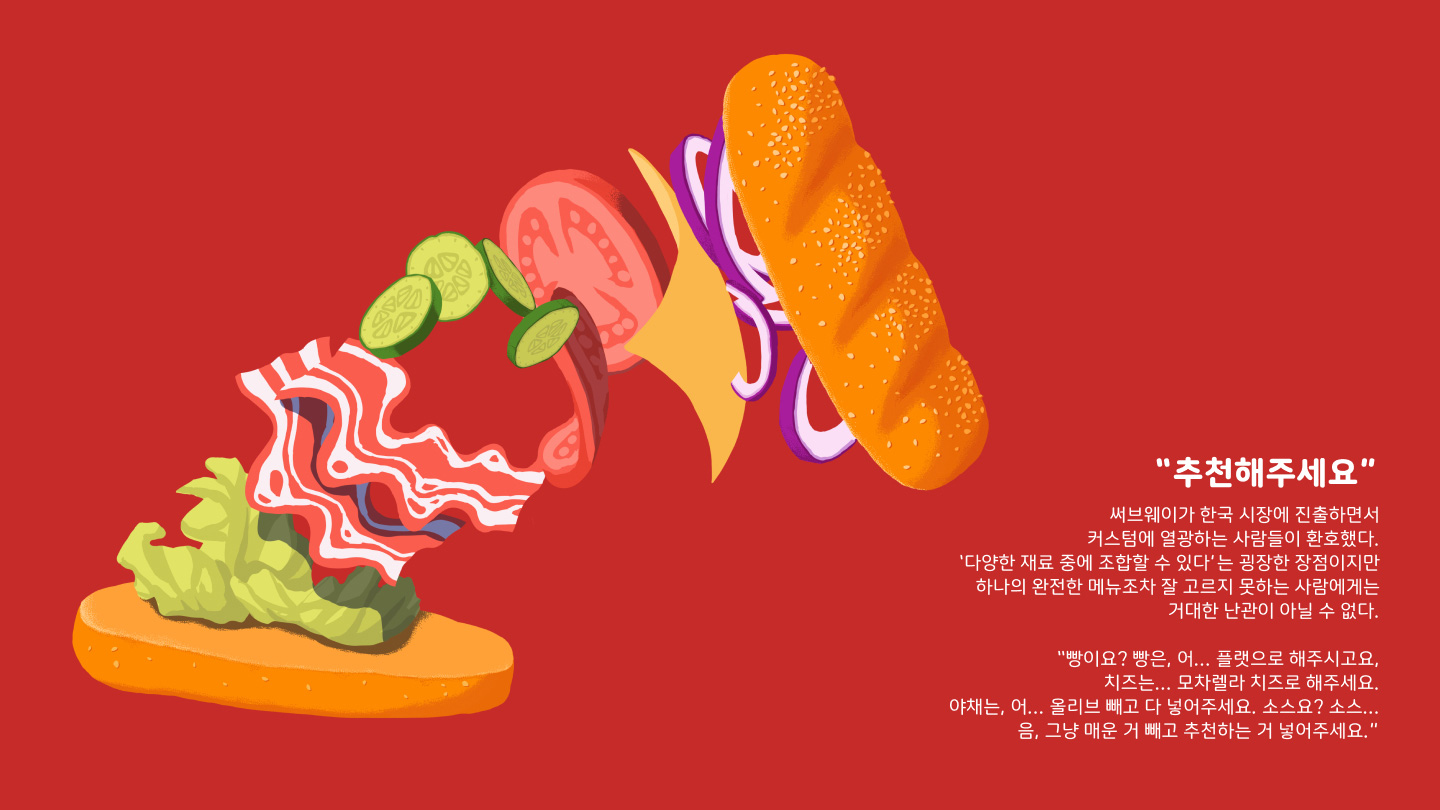 “추천해주세요”
써브웨이가 한국 시장에 진출하면서
커스텀에 열광하는 사람들이 환호했다.
‘다양한 재료 중에 조합할 수 있다’는 굉장한 장점이지만
하나의 완전한 메뉴조차 잘 고르지 못하는 사람에게는
거대한 난관이 아닐 수 없다.
“빵이요? 빵은, 어... 플랫으로 해주시고요,
치즈는... 모차렐라 치즈로 해주세요.
야채는, 어... 올리브 빼고 다 넣어주세요. 소스요? 소스...
음, 그냥 매운 거 빼고 추천하는 거 넣어주세요.”